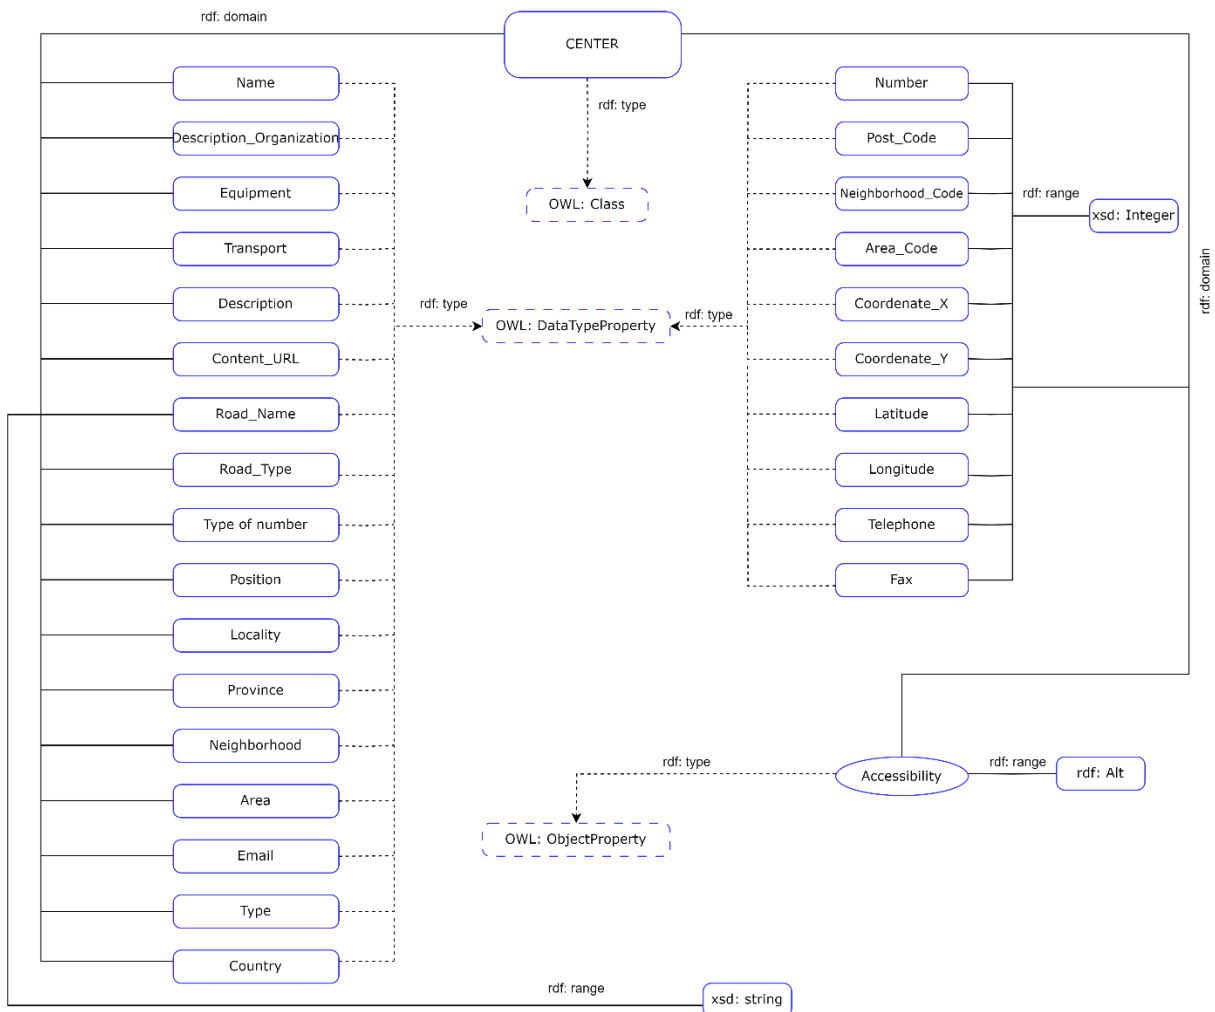 rdf: domain
CENTER
rdf: type
OWL: Class
Name
Description_Organization
Equipment
Transport
Description
Content_URL
Road_Name
Road_Type
Type of number
Position
Locality
Province
Neighborhood
Area
Email
Type
Country
rdf: type
OWL: DataTypeProperty
rdf: type
Number
Post_Code
Neighborhood_Code
Area_Code
Coordenate_X
Coordenate_Y
Latitude
Longitude
Telephone
Fax
rdf: range
xsd: Integer
rdf: domain
rdf: type
Accessibility
rdf: range
rdf: Alt
OWL: ObjectProperty
rdf: range
xsd: string